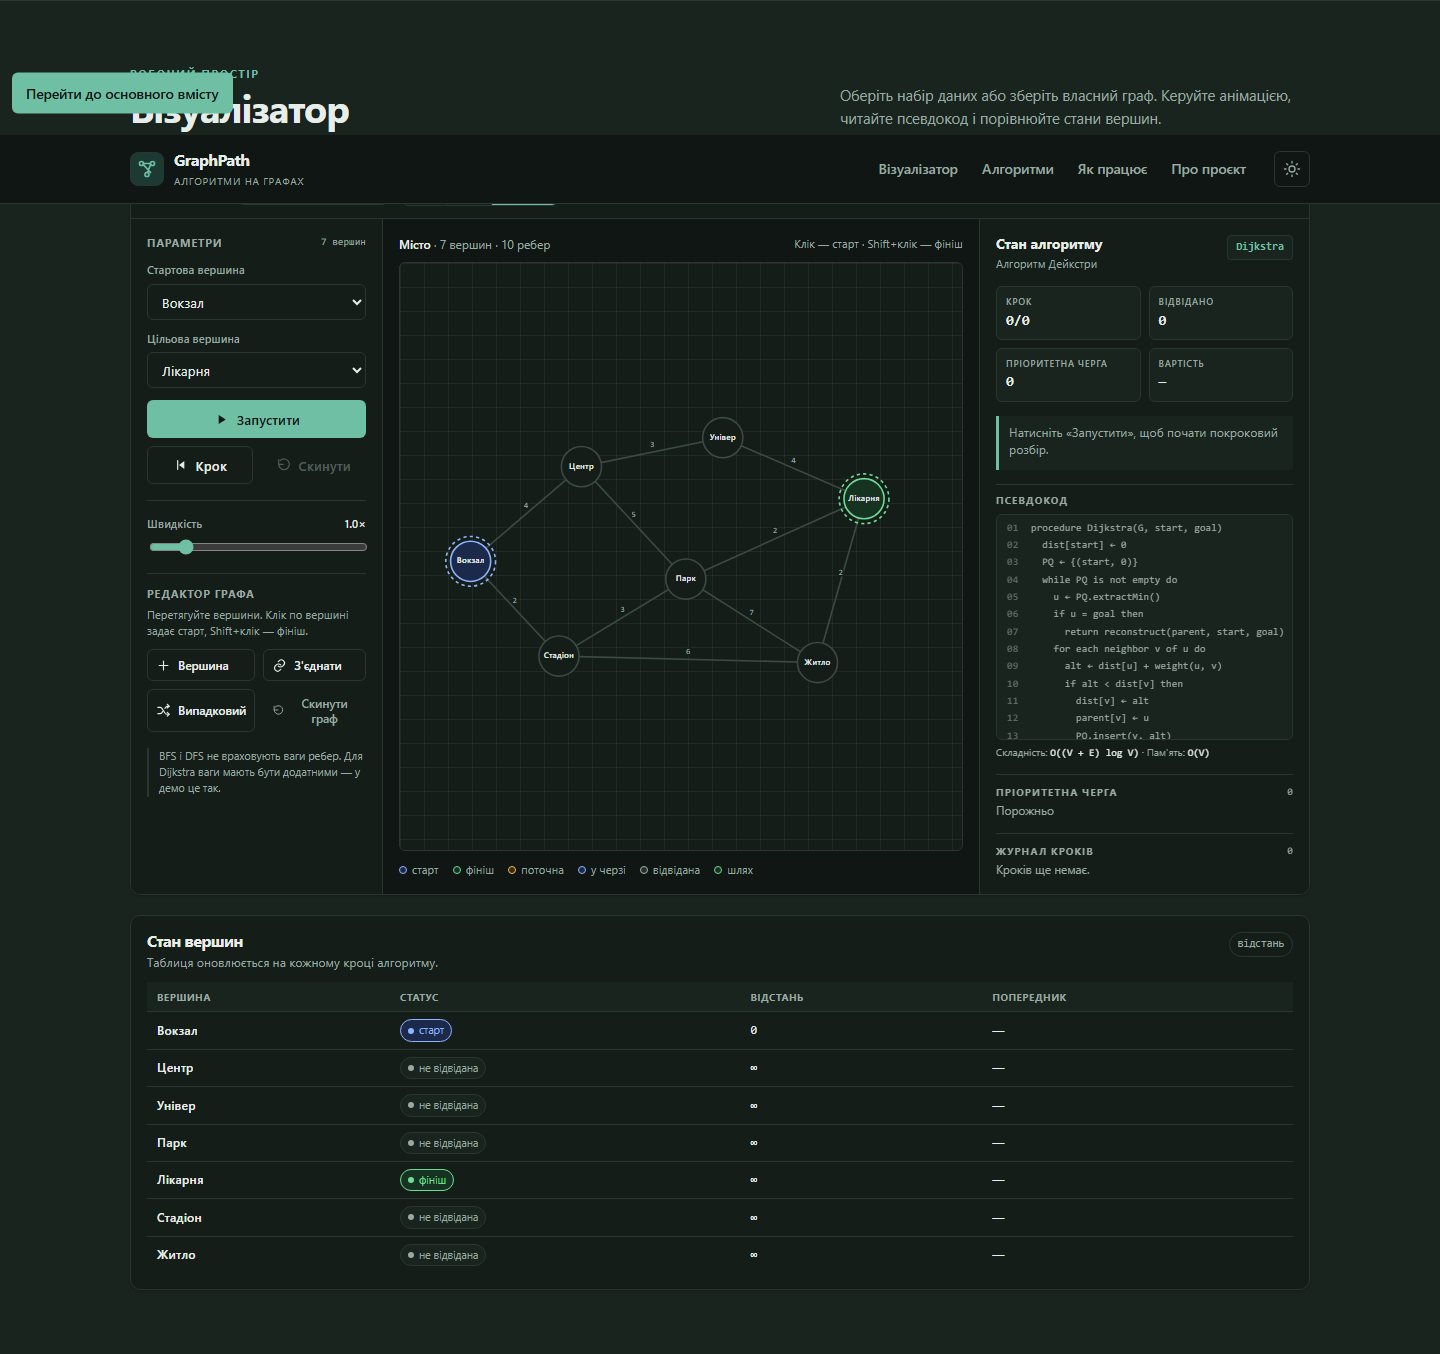 РОБОЧИЙ ПРОСТІР
Перейти до основного вмісту
Візуалізатор
Оберіть набір даних або зберіть власний граф. Керуйте анімацією,
читайте псевдокод і порівнюйте стани вершин.
GraphPath
АЛГОРИТМИ НА ГРАФАХ
Візуалізатор
Алгоритми
Як працює
Про проєкт
ПАРАМЕТРИ
7 вершин
Стартова вершина
Вокзал
Цільова вершина
Лікарня
Запустити
Крок
Скинути
Швидкість
1.0×
РЕДАКТОР ГРАФА
Перетягуйте вершини. Клік по вершині
задає старт, Shift+клік — фініш.
Вершина
З'єднати
Випадковий
Скинути
граф
BFS і DFS не враховують ваги ребер. Для
Dijkstra ваги мають бути додатними — у
демо це так.
Місто · 7 вершин · 10 ребер
Клік — старт · Shift+клік — фініш
Універ
3
Центр
4
Лікарня
4
5
2
Вокзал
2
Парк
2
3
7
Стадіон
6
Житло
старт
фініш
поточна
у черзі
відвідана
шлях
Стан алгоритму
Dijkstra
Алгоритм Дейкстри
КРОК
0/0
ВІДВІДАНО
0
ПРІОРИТЕТНА ЧЕРГА
0
ВАРТІСТЬ
—
Натисніть «Запустити», щоб почати покроковий
розбір.
ПСЕВДОКОД
01 procedure Dijkstra(G, start, goal)
02 dist[start] ← 0
03 PQ ← {(start, 0)}
04 while PQ is not empty do
05 u ← PQ.extractMin()
06 if u = goal then
07 return reconstruct(parent, start, goal)
08 for each neighbor v of u do
09 alt ← dist[u] + weight(u, v)
10 if alt < dist[v] then
11 dist[v] ← alt
12 parent[v] ← u
13 PQ.insert(v, alt)
Складність: O((V + E) log V) · Пам'ять: O(V)
ПРІОРИТЕТНА ЧЕРГА
0
Порожньо
ЖУРНАЛ КРОКІВ
0
Кроків ще немає.
Стан вершин
відстань
Таблиця оновлюється на кожному кроці алгоритму.
ВЕРШИНА СТАТУС ВІДСТАНЬ ПОПЕРЕДНИК
Вокзал старт 0 —
Центр не відвідана ∞ —
Універ не відвідана ∞ —
Парк не відвідана ∞ —
Лікарня фініш ∞ —
Стадіон не відвідана ∞ —
Житло не відвідана ∞ —